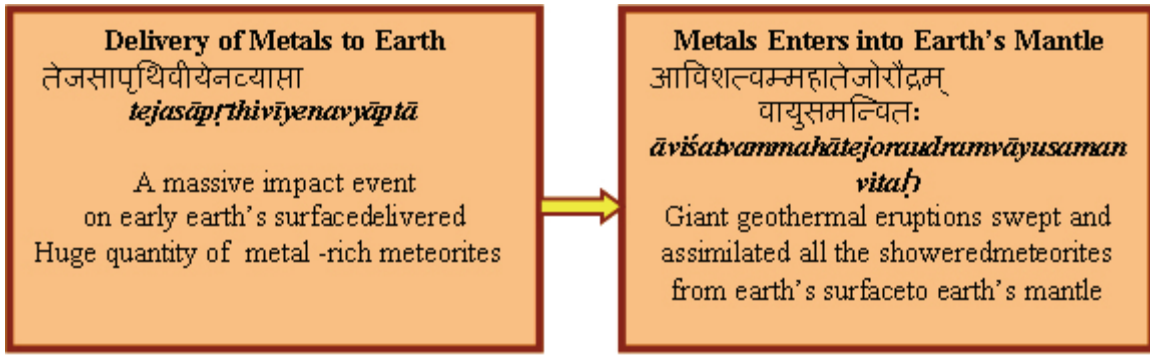 Delivery of Metals to Earth
तेजसापृथिवीयेनव्याप्ता
tejasāpṛthivīyenavyāptā
A massive impact event
on early earth's surfacedelivered
Huge quantity of metal -rich meteorites
Metals Enters into Earth's Mantle
आविशत्वम्महातेजोरौद्रम्
वायुसमन्वितः
āviśatvammahātejoraudramvāyusaman
vitaḥ
Giant geothermal eruptions swept and
assimilated all the showeredmeteorites
from earth's surfaceto earth's mantle